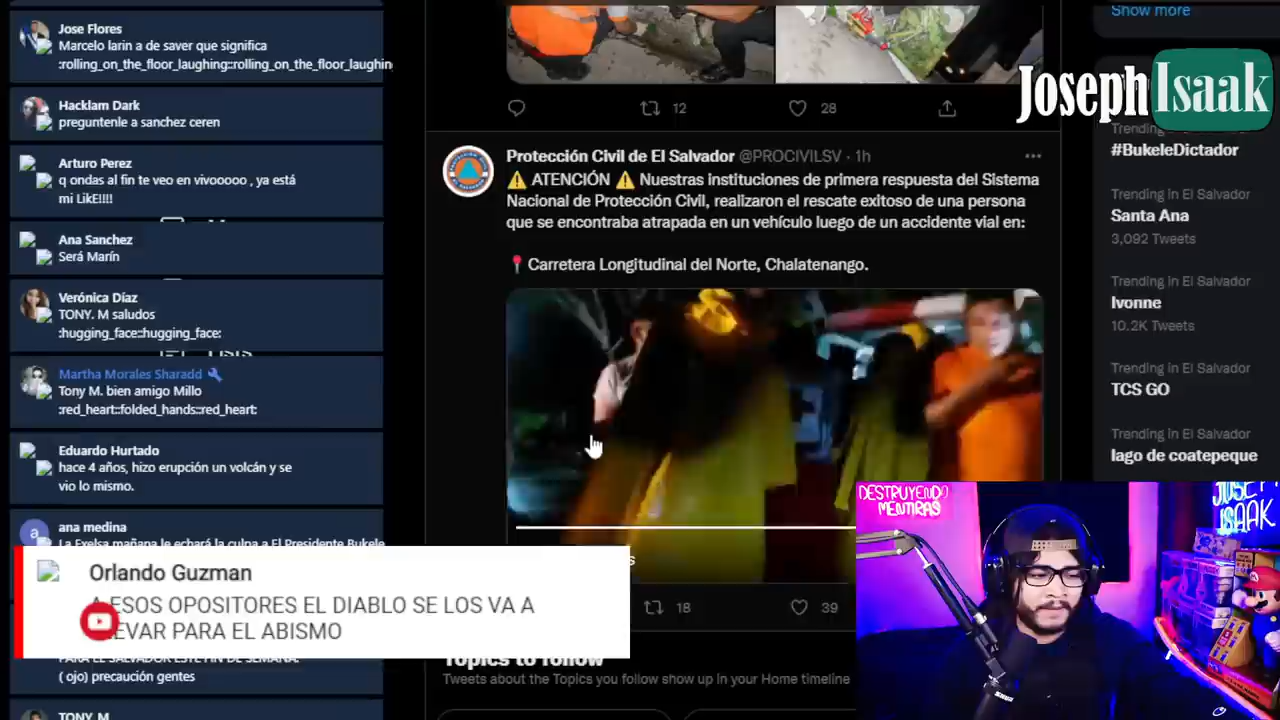 Jose Flores
Marcelo larin a de saver que significa
:rolling_on_the_floor_laughing::rolling_on_the_floor_laughin
Hacklam Dark
preguntenle a sanchez ceren
Arturo Perez
q ondas al fin te veo en vivooooo , ya está
mi LikE!!!!
Ana Sanchez
Será Marín
Verónica Díaz
TONY. M saludos
:hugging_face::hugging_face:
Lists
Martha Morales Sharadd
Tony M. bien amigo Millo
:red_heart::folded_hands::red_heart:
Eduardo Hurtado
hace 4 años, hizo erupción un volcán y se
vio lo mismo.
ana medina
La Exelsa mañana le echará la culpa a El Presidente Bukele
Orlando Guzman
A ESOS OPOSITORES EL DIABLO SE LOS VA A
EVAR PARA EL ABISMO
PARA EL SALVADOR ESTE FIN DE SEMANA.
( ojo) precaución gentes
TONY. M
12
28
Protección Civil de El Salvador @PROCIVILSV · 1h
⚠️ ATENCIÓN ⚠️ Nuestras instituciones de primera respuesta del Sistema
Nacional de Protección Civil, realizaron el rescate exitoso de una persona
que se encontraba atrapada en un vehículo luego de un accidente vial en:
📍 Carretera Longitudinal del Norte, Chalatenango.
18
39
Topics to follow
Tweets about the Topics you follow show up in your Home timeline
Show more
Joseph Isaak
Trending in El Salvador
#BukeleDictador
Trending in El Salvador
Santa Ana
3,092 Tweets
Trending in El Salvador
Ivonne
10.2K Tweets
Trending in El Salvador
TCS GO
Trending in El Salvador
lago de coatepeque
DESTRUYENDO
MENTIRAS
JOSEPH
ISAAK